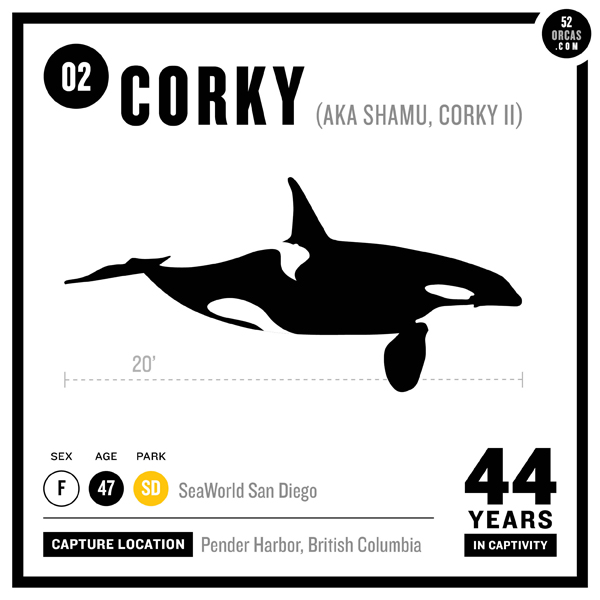 52
ORCAS
.COM
02 CORKY (AKA SHAMU, CORKY II)
20'
SEX AGE PARK
F 47 SD SeaWorld San Diego
44
YEARS
IN CAPTIVITY
CAPTURE LOCATION Pender Harbor, British Columbia